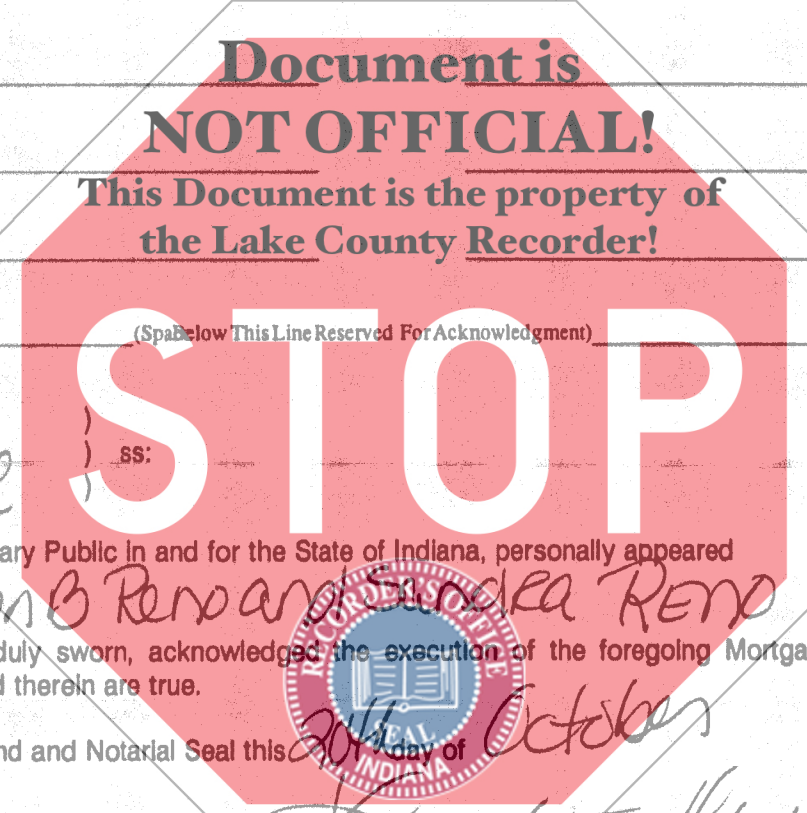 Document is
NOT OFFICIAL!
This Document is the property of
the Lake County Recorder!
(Spa Below This Line Reserved For Acknowledgment)
STOP
)
) ss:
)
ary Public in and for the State of Indiana, personally appeared
n B Reno and Sandra Reno
duly sworn, acknowledged the execution of the foregoing Mortga
d therein are true.
nd and Notarial Seal this 20th day of October
RECORDER'S OFFICE
SEAL
INDIANA